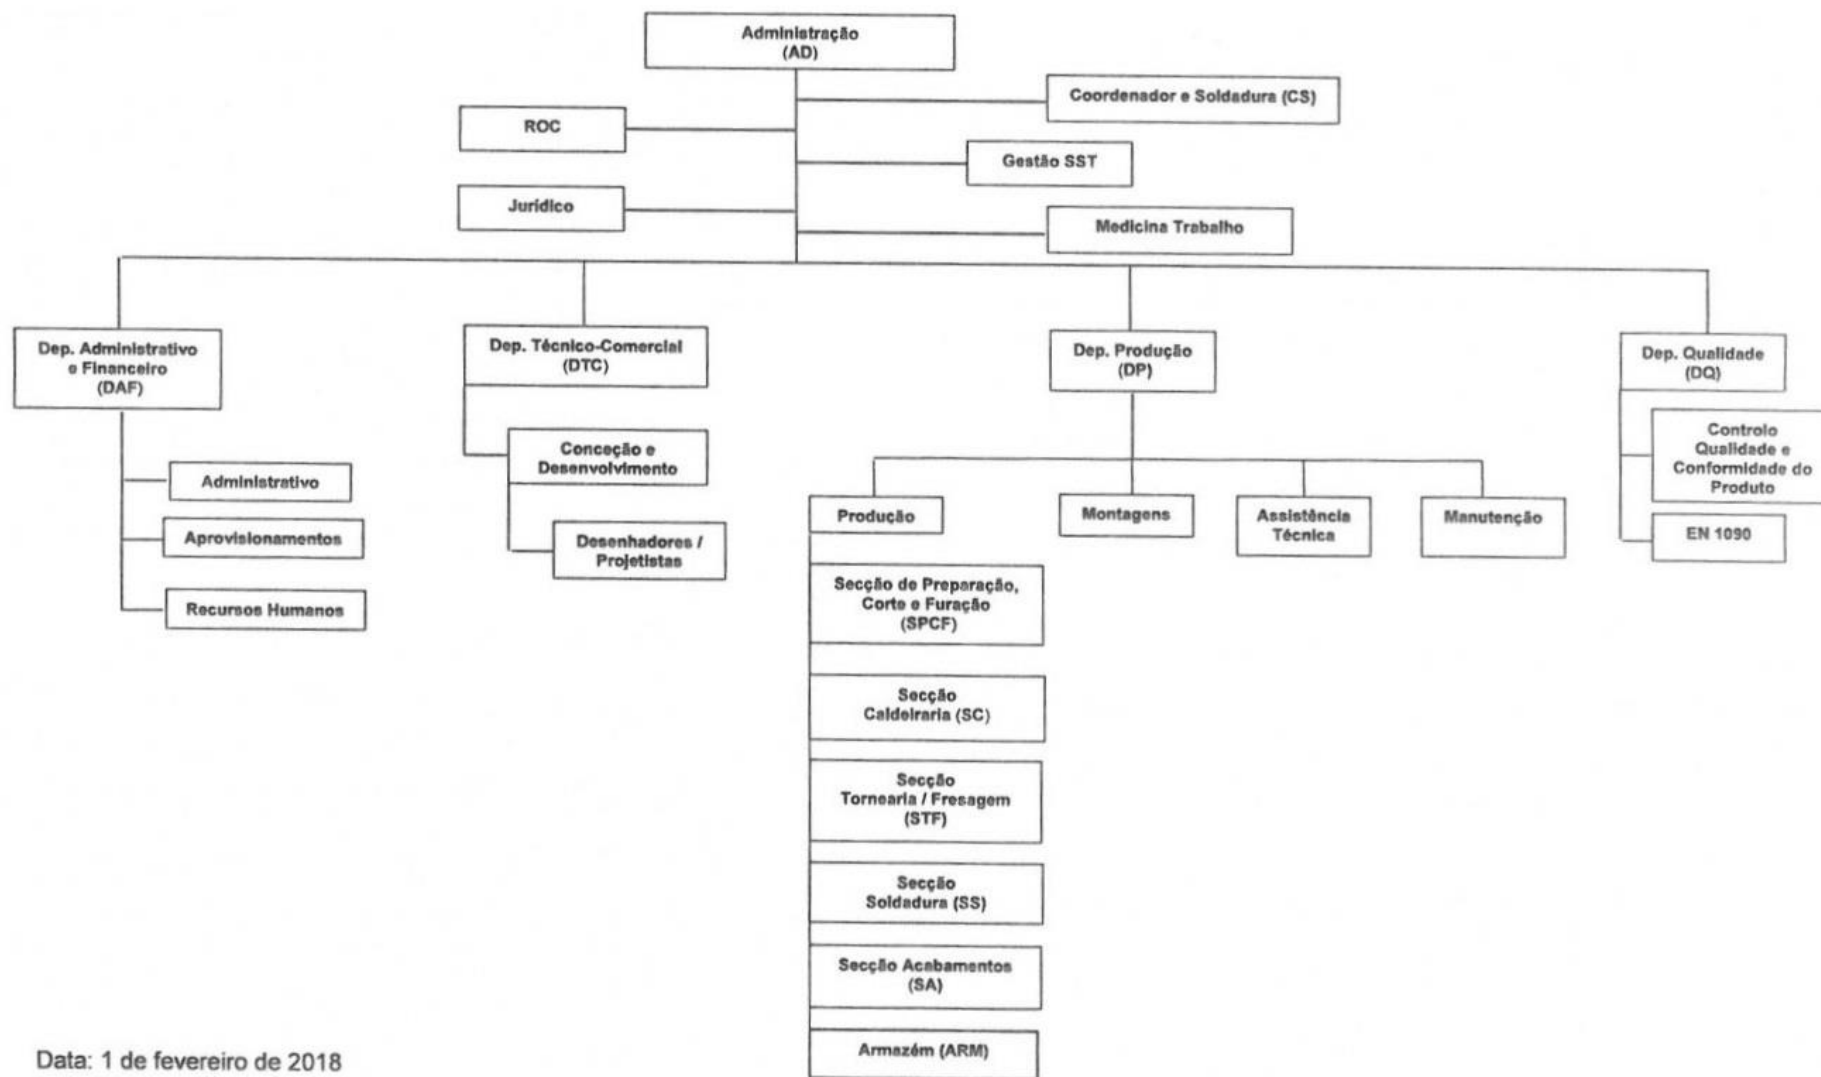 Administração
(AD)
Coordenador e Soldadura (CS)
ROC
Gestão SST
Jurídico
Medicina Trabalho
Dep. Administrativo
e Financeiro
(DAF)
Administrativo
Aprovisionamentos
Recursos Humanos
Dep. Técnico-Comercial
(DTC)
Conceção e
Desenvolvimento
Desenhadores /
Projetistas
Dep. Produção
(DP)
Produção
Montagens
Assistência
Técnica
Manutenção
Secção de Preparação,
Corte e Furação
(SPCF)
Secção
Caldeiraria (SC)
Secção
Tornearia / Fresagem
(STF)
Secção
Soldadura (SS)
Secção Acabamentos
(SA)
Armazém (ARM)
Dep. Qualidade
(DQ)
Controlo
Qualidade e
Conformidade do
Produto
EN 1090
Data: 1 de fevereiro de 2018